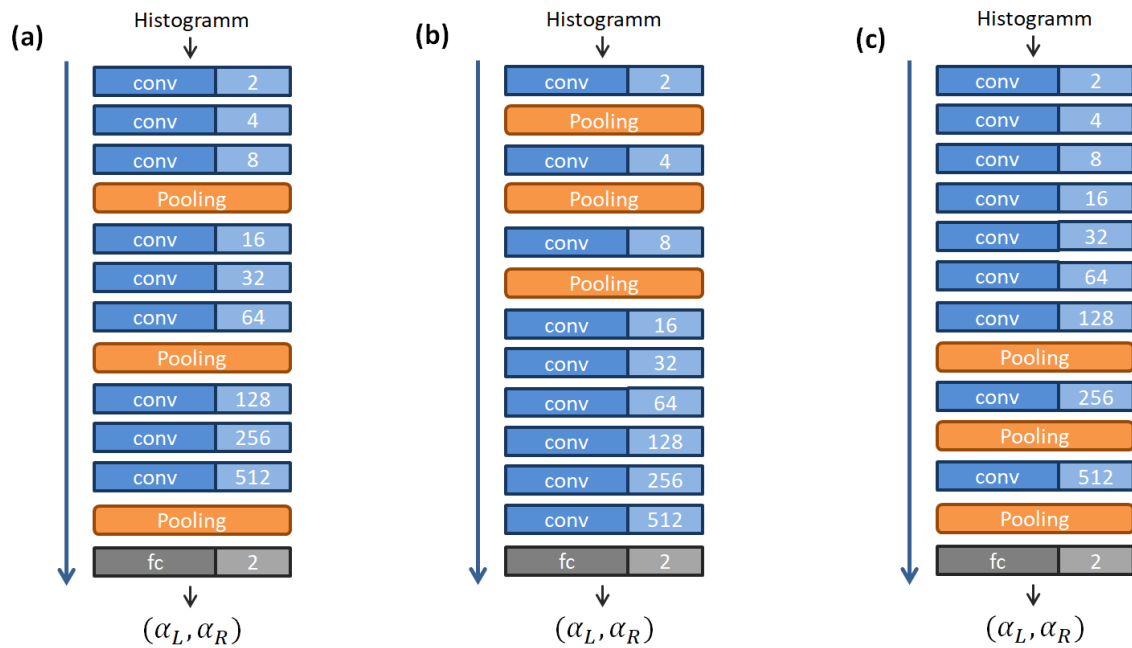 (a)
Histogramm
conv 2
conv 4
conv 8
Pooling
conv 16
conv 32
conv 64
Pooling
conv 128
conv 256
conv 512
Pooling
fc 2
(α_L, α_R)
(b)
Histogramm
conv 2
Pooling
conv 4
Pooling
conv 8
Pooling
conv 16
conv 32
conv 64
conv 128
conv 256
conv 512
fc 2
(α_L, α_R)
(c)
Histogramm
conv 2
conv 4
conv 8
conv 16
conv 32
conv 64
conv 128
Pooling
conv 256
Pooling
conv 512
Pooling
fc 2
(α_L, α_R)